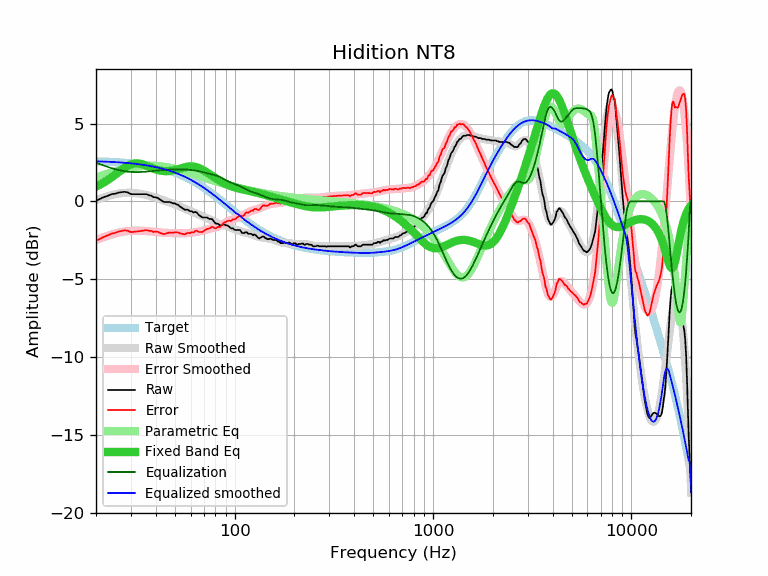 Hidition NT8
5
0
−5
−10
−15
−20
Amplitude (dBr)
Target
Raw Smoothed
Error Smoothed
Raw
Error
Parametric Eq
Fixed Band Eq
Equalization
Equalized smoothed
100
1000
10000
Frequency (Hz)